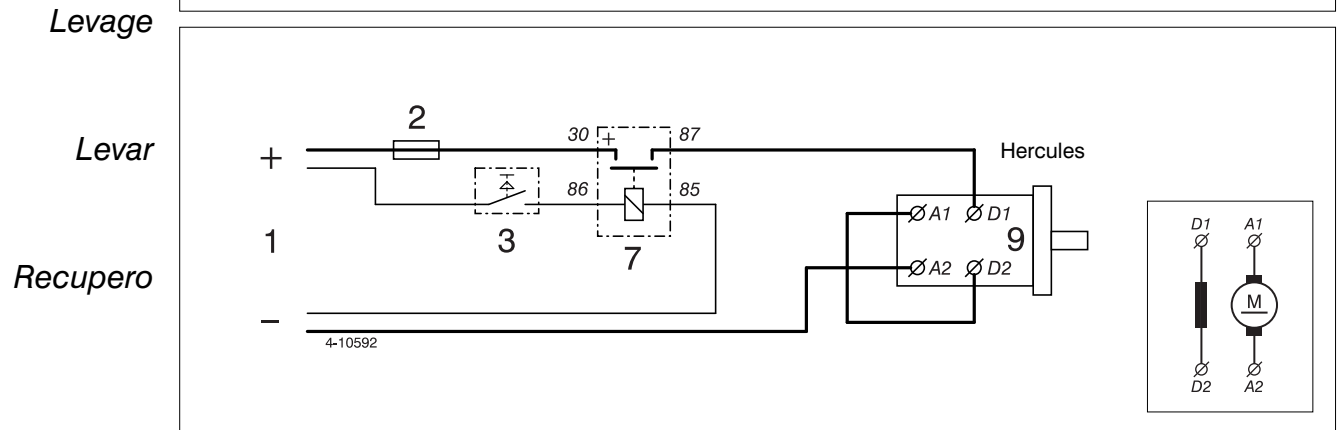 Levage
Levar
Recupero
2
30 + 87
+
Hercules
86 85
A1 D1
1 3 7 9
A2 D2
−
4-10592
D1 A1
M
D2 A2